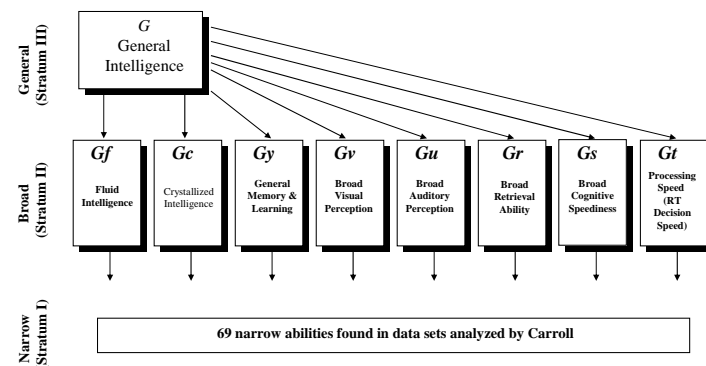 General
(Stratum III)
G
General
Intelligence
Broad
(Stratum II)
Gf
Fluid
Intelligence
Gc
Crystallized
Intelligence
Gy
General
Memory &
Learning
Gv
Broad
Visual
Perception
Gu
Broad
Auditory
Perception
Gr
Broad
Retrieval
Ability
Gs
Broad
Cognitive
Speediness
Gt
Processing
Speed
(RT
Decision
Speed)
Narrow
Stratum I)
69 narrow abilities found in data sets analyzed by Carroll